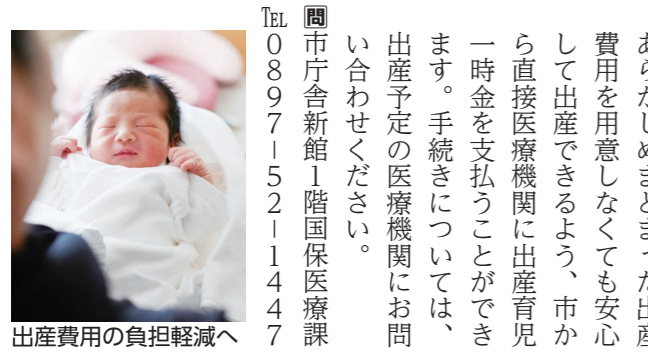 あらかじめまとまった出産
費用を用意しなくても安心
して出産できるよう、市か
ら直接医療機関に出産育児
一時金を支払うことができ
ます。手続きについては、
出産予定の医療機関にお問
い合わせください。
問市庁舎新館1階国保医療課
TEL0897-52-1447
出産費用の負担軽減へ